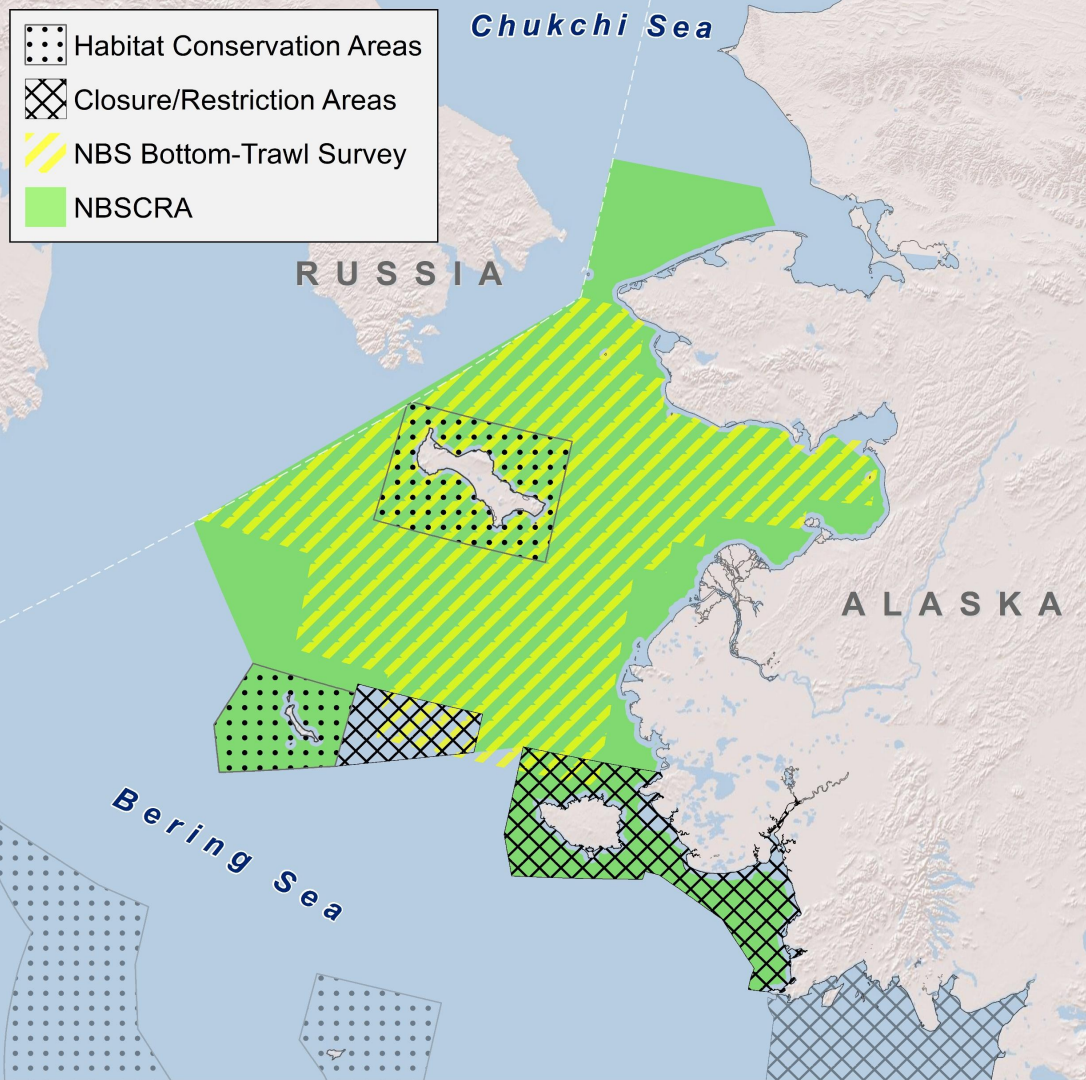 Chukchi Sea
Habitat Conservation Areas
Closure/Restriction Areas
NBS Bottom-Trawl Survey
NBSCRA
RUSSIA
ALASKA
Bering Sea